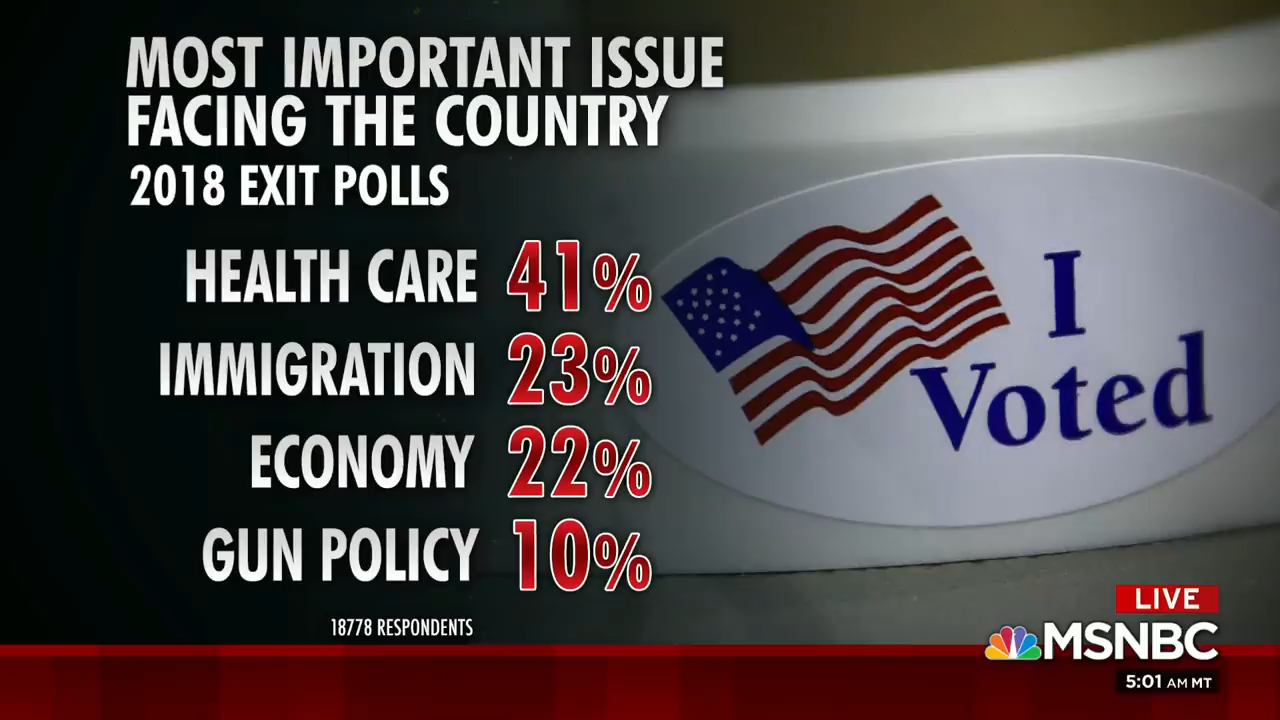 MOST IMPORTANT ISSUE
FACING THE COUNTRY
2018 EXIT POLLS
HEALTH CARE 41%
IMMIGRATION 23%
ECONOMY 22%
GUN POLICY 10%
18778 RESPONDENTS
I
Voted
LIVE
MSNBC
5:01 AM MT